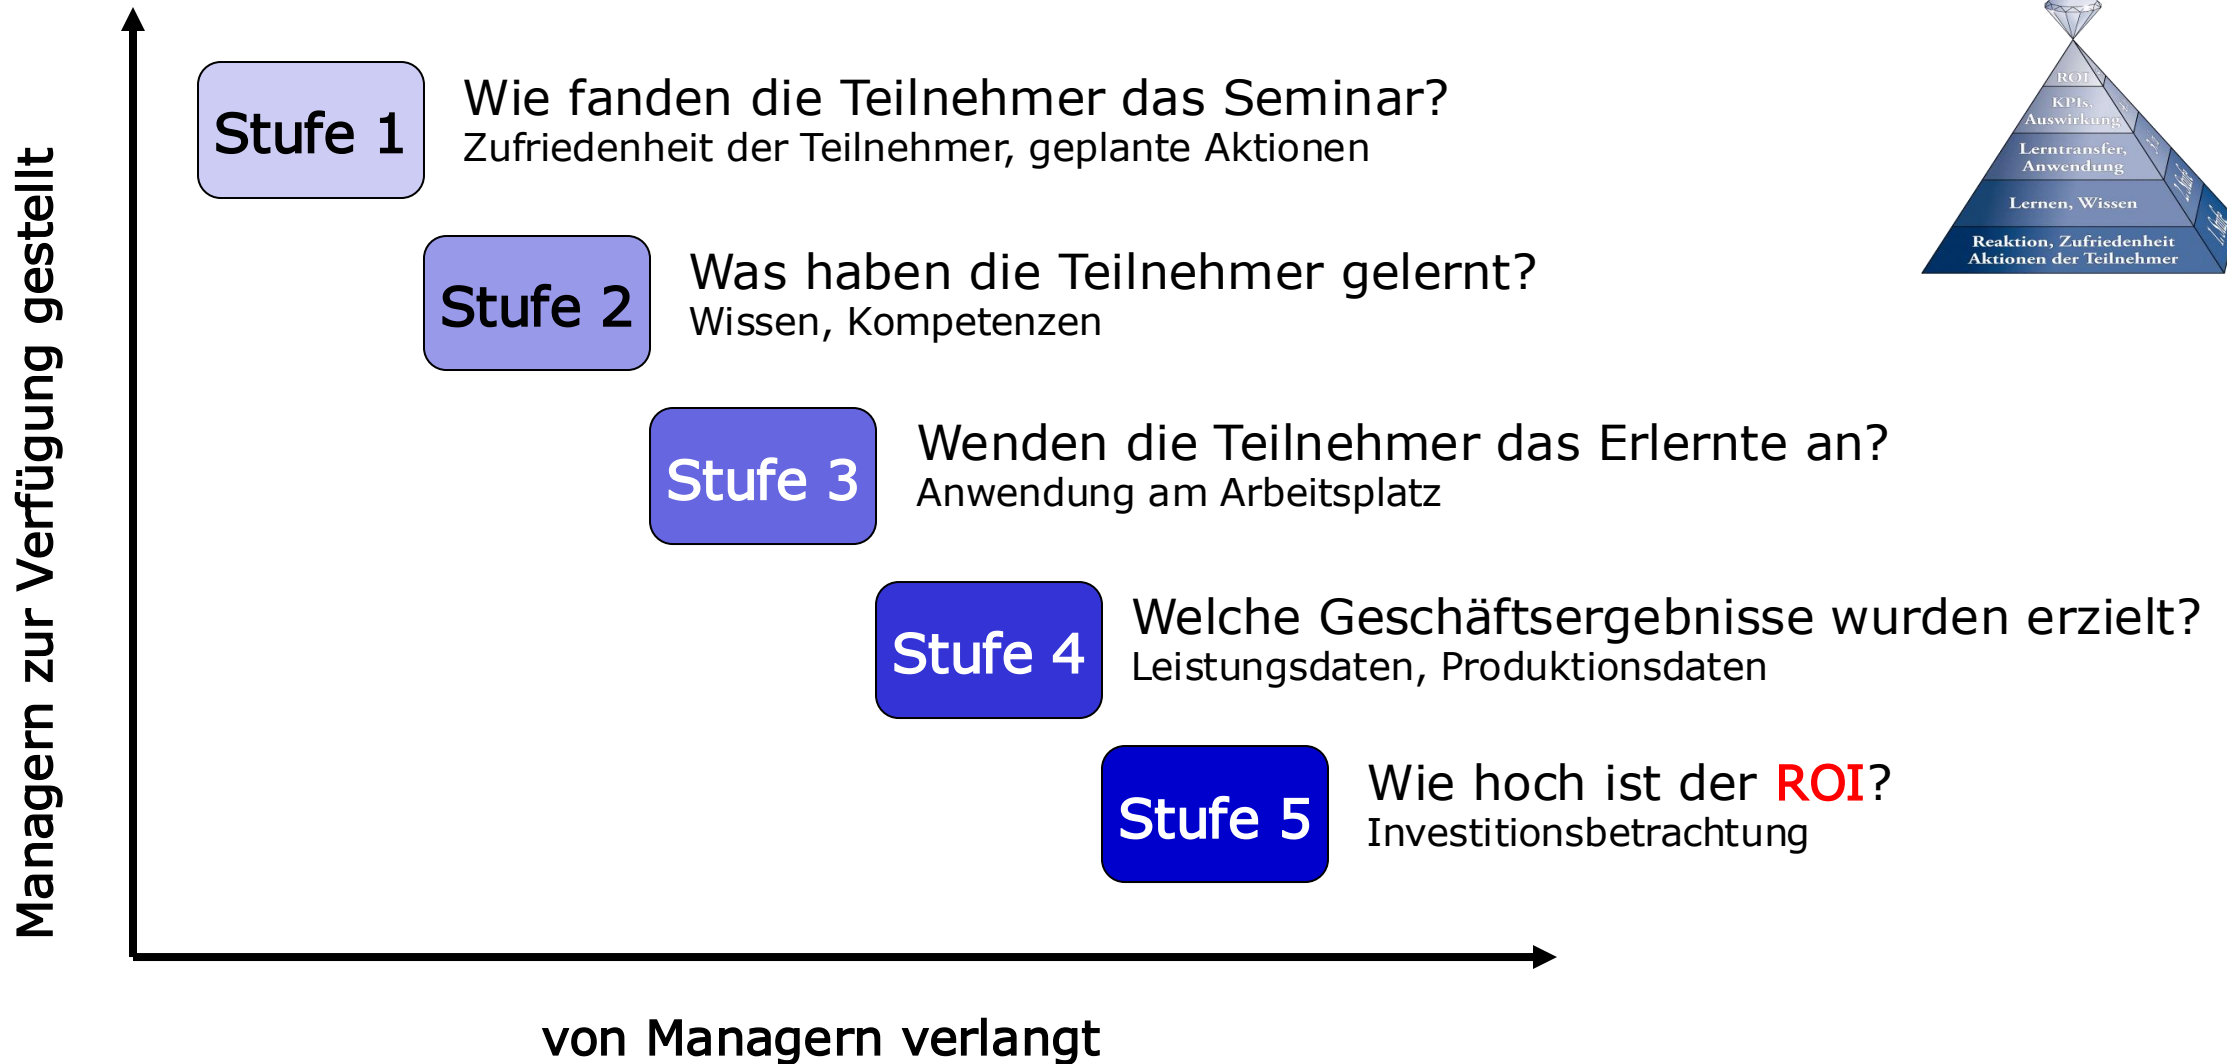 Managern zur Verfügung gestellt
Stufe 1
Wie fanden die Teilnehmer das Seminar?
Zufriedenheit der Teilnehmer, geplante Aktionen
Stufe 2
Was haben die Teilnehmer gelernt?
Wissen, Kompetenzen
Stufe 3
Wenden die Teilnehmer das Erlernte an?
Anwendung am Arbeitsplatz
Stufe 4
Welche Geschäftsergebnisse wurden erzielt?
Leistungsdaten, Produktionsdaten
Stufe 5
Wie hoch ist der ROI?
Investitionsbetrachtung
von Managern verlangt
ROI
KPIs,
Auswirkung
Lerntransfer,
Anwendung
Lernen, Wissen
Reaktion, Zufriedenheit
Aktionen der Teilnehmer